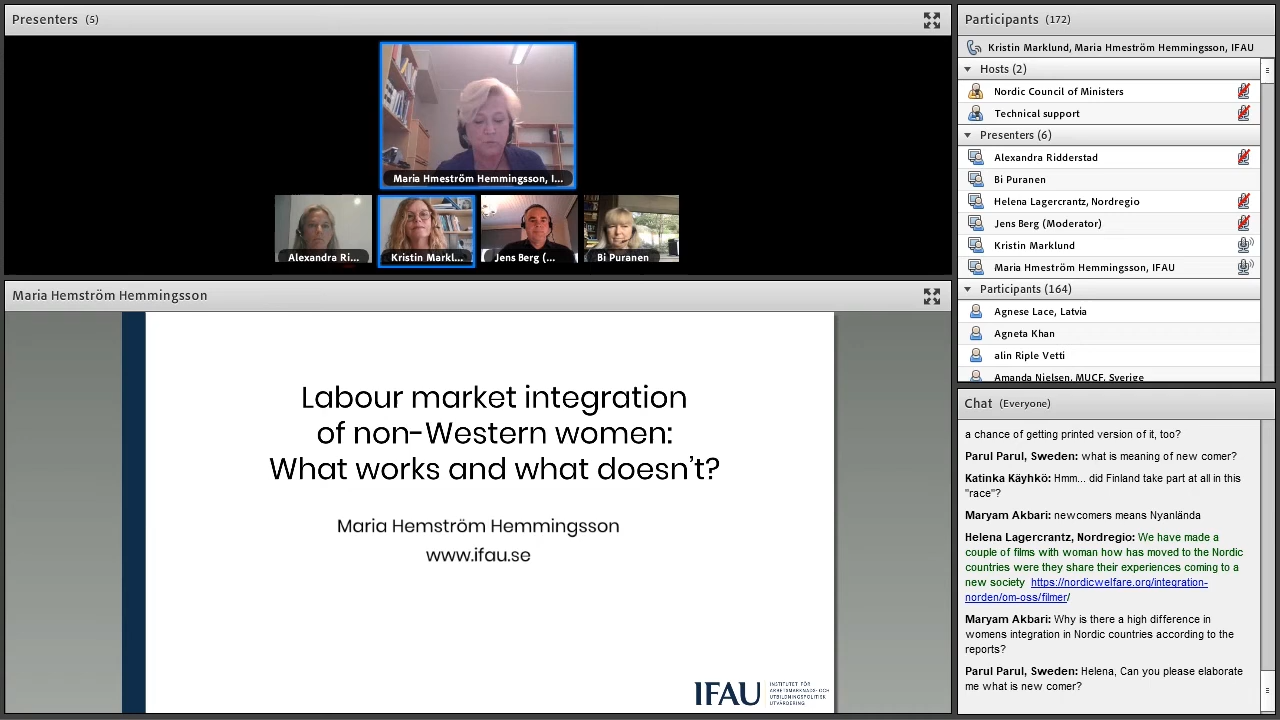 Presenters (5)
Maria Hmeström Hemmingsson, I...
Alexandra Ri...
Kristin Markl...
Jens Berg (...
Bi Puranen
Maria Hemström Hemmingsson
Labour market integration
of non-Western women:
What works and what doesn't?
Maria Hemström Hemmingsson
www.ifau.se
IFAU
INSTITUTET FÖR
ARBETSMARKNADS- OCH
UTBILDNINGSPOLITISK
UTVÄRDERING
Participants (172)
Kristin Marklund, Maria Hmeström Hemmingsson, IFAU
Hosts (2)
Nordic Council of Ministers
Technical support
Presenters (6)
Alexandra Ridderstad
Bi Puranen
Helena Lagercrantz, Nordregio
Jens Berg (Moderator)
Kristin Marklund
Maria Hmeström Hemmingsson, IFAU
Participants (164)
Agnese Lace, Latvia
Agneta Khan
alin Riple Vetti
Amanda Nielsen, MUCF, Sverige
Chat (Everyone)
a chance of getting printed version of it, too?
Parul Parul, Sweden: what is meaning of new comer?
Katinka Käyhkö: Hmm... did Finland take part at all in this
"race"?
Maryam Akbari: newcomers means Nyanlända
Helena Lagercrantz, Nordregio: We have made a
couple of films with woman how has moved to the Nordic
countries were they share their experiences coming to a
new society https://nordicwelfare.org/integration-
norden/om-oss/filmer/
Maryam Akbari: Why is there a high difference in
womens integration in Nordic countries according to the
reports?
Parul Parul, Sweden: Helena, Can you please elaborate
me what is new comer?